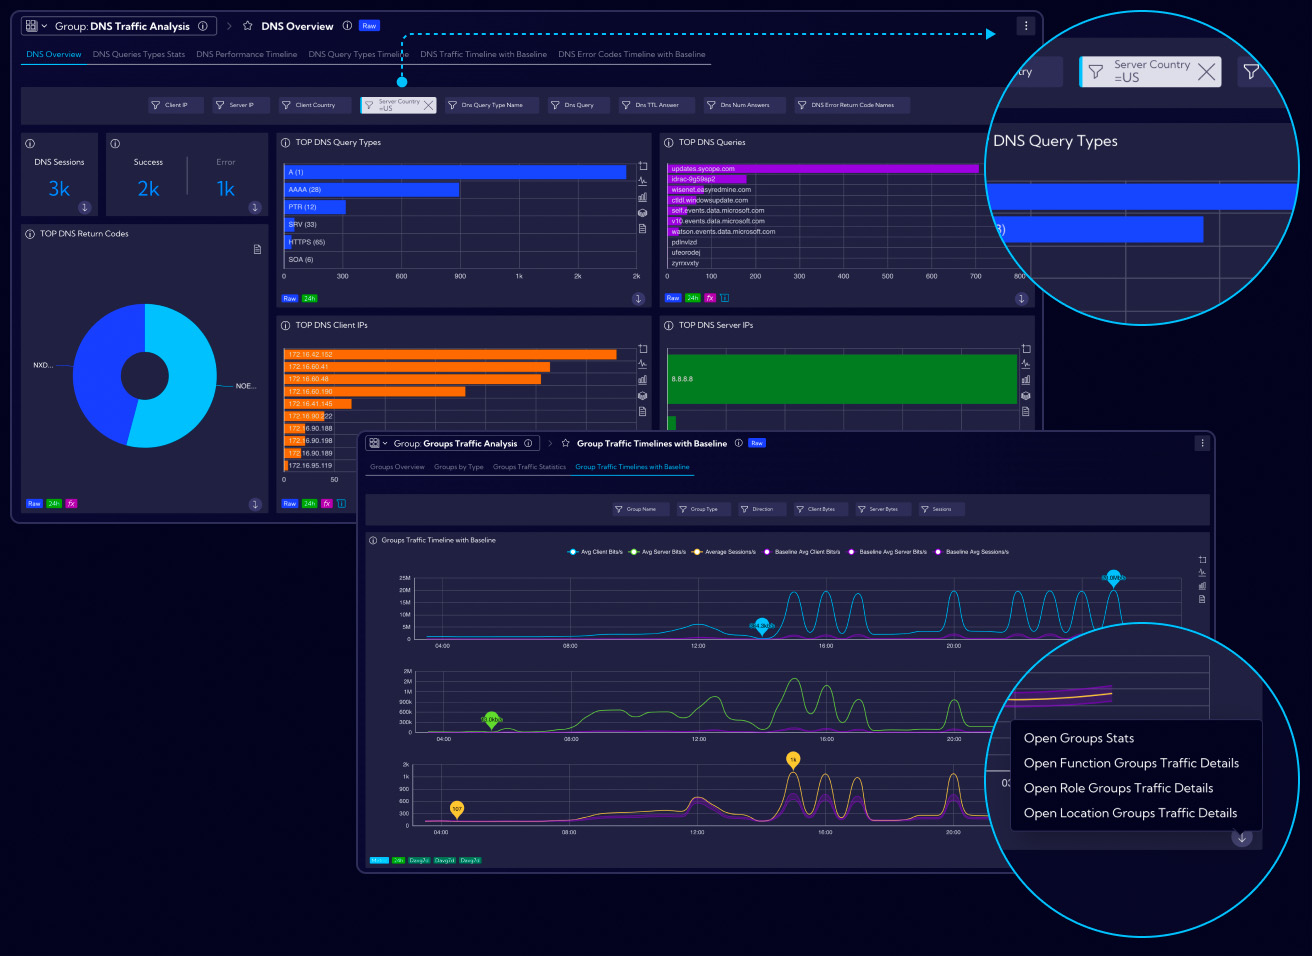 Group: DNS Traffic Analysis
DNS Overview
Raw
DNS Overview
DNS Queries Types Stats
DNS Performance Timeline
DNS Query Types Timeline
DNS Traffic Timeline with Baseline
DNS Error Codes Timeline with Baseline
Client IP
Server IP
Client Country
Server Country
=US
Dns Query Type Name
Dns Query
Dns TTL Answer
Dns Num Answers
DNS Error Return Code Names
try
Server Country
=US
DNS Query Types
3)
DNS Sessions
3k
Success
2k
Error
1k
TOP DNS Query Types
A (1)
AAAA (28)
PTR (12)
SRV (33)
HTTPS (65)
SOA (6)
0 300 600 900 1k 2k 2k
Raw 24h
TOP DNS Queries
updates.sycope.com
idrac-9g59sp2
wisenet.easyredmine.com
ctldl.windowsupdate.com
self.events.data.microsoft.com
v10.events.data.microsoft.com
watson.events.data.microsoft.com
pdlnvlzd
ufeorodej
zyrrxvxty
0 100 200 300 400 500 600 700 800
Raw 24h fx
TOP DNS Return Codes
NXD...
NOE...
Raw 24h fx
TOP DNS Client IPs
172.16.42.152
172.16.60.41
172.16.60.48
172.16.60.190
172.16.41.145
172.16.90.222
172.16.90.188
172.16.90.198
172.16.90.189
172.16.95.119
0 50
Raw 24h fx
TOP DNS Server IPs
8.8.8.8
Group: Groups Traffic Analysis
Group Traffic Timelines with Baseline
Raw
Groups Overview
Groups by Type
Groups Traffic Statistics
Group Traffic Timelines with Baseline
Group Name
Group Type
Direction
Client Bytes
Server Bytes
Sessions
Groups Traffic Timeline with Baseline
Avg Client Bits/s
Avg Server Bits/s
Average Sessions/s
Baseline Avg Client Bits/s
Baseline Avg Server Bits/s
Baseline Avg Sessions/s
25M
20M
15M
10M
5M
0
04:00 08:00 12:00 16:00 20:00
2M
2M
1M
900k
600k
300k
0
04:00 08:00 12:00 16:00 20:00
2k
1k
900
600
300
0
107
1k
04:00 08:00 12:00 16:00 20:00
24h Davg7d Davg7d Davg7d
Open Groups Stats
Open Function Groups Traffic Details
Open Role Groups Traffic Details
Open Location Groups Traffic Details